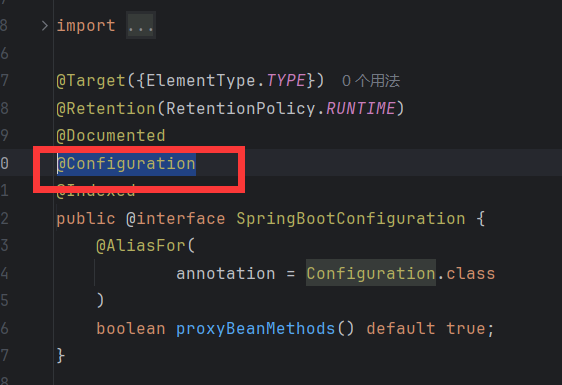 8 import ...
7 @Target({ElementType.TYPE}) 0 个用法
8 @Retention(RetentionPolicy.RUNTIME)
9 @Documented
0 @Configuration
1 @Indexed
2 public @interface SpringBootConfiguration {
3 @AliasFor(
4 annotation = Configuration.class
5 )
6 boolean proxyBeanMethods() default true;
7 }
8